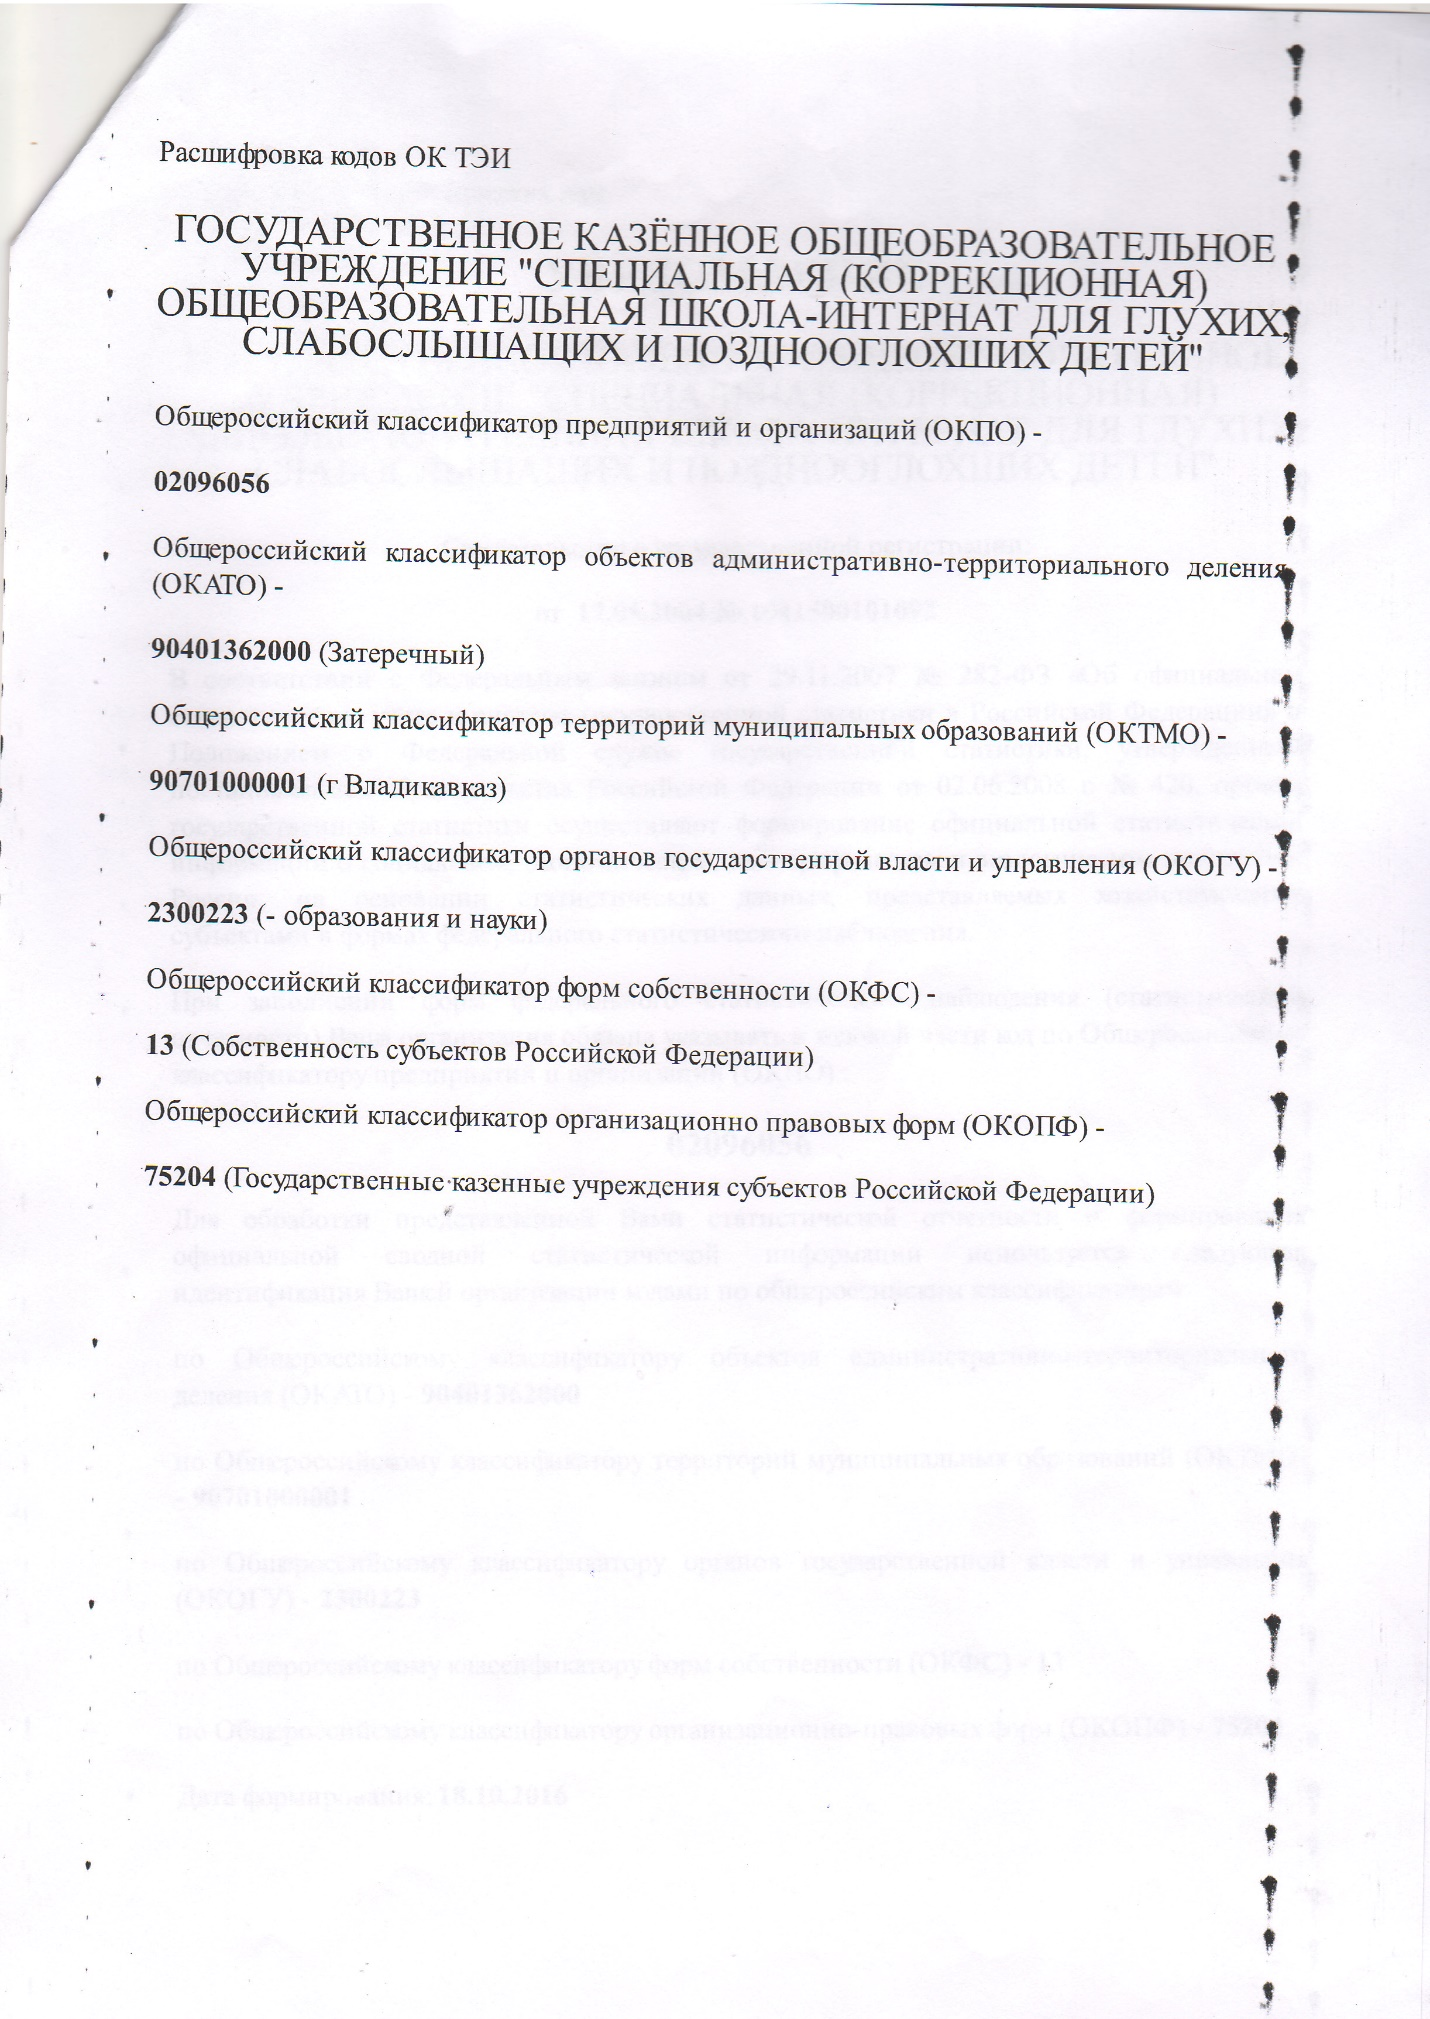 Расшифровка кодов ОК ТЭИ
ГОСУДАРСТВЕННОЕ КАЗЁННОЕ ОБЩЕОБРАЗОВАТЕЛЬНОЕ
УЧРЕЖДЕНИЕ "СПЕЦИАЛЬНАЯ (КОРРЕКЦИОННАЯ)
ОБЩЕОБРАЗОВАТЕЛЬНАЯ ШКОЛА-ИНТЕРНАТ ДЛЯ ГЛУХИХ,
СЛАБОСЛЫШАЩИХ И ПОЗДНООГЛОХШИХ ДЕТЕЙ"
Общероссийский классификатор предприятий и организаций (ОКПО) -
02096056
Общероссийский классификатор объектов административно-территориального деления
(ОКАТО) -
90401362000 (Затеречный)
Общероссийский классификатор территорий муниципальных образований (ОКТМО) -
90701000001 (г Владикавказ)
Общероссийский классификатор органов государственной власти и управления (ОКОГУ) -
2300223 (- образования и науки)
Общероссийский классификатор форм собственности (ОКФС) -
13 (Собственность субъектов Российской Федерации)
Общероссийский классификатор организационно правовых форм (ОКОПФ) -
75204 (Государственные казенные учреждения субъектов Российской Федерации)